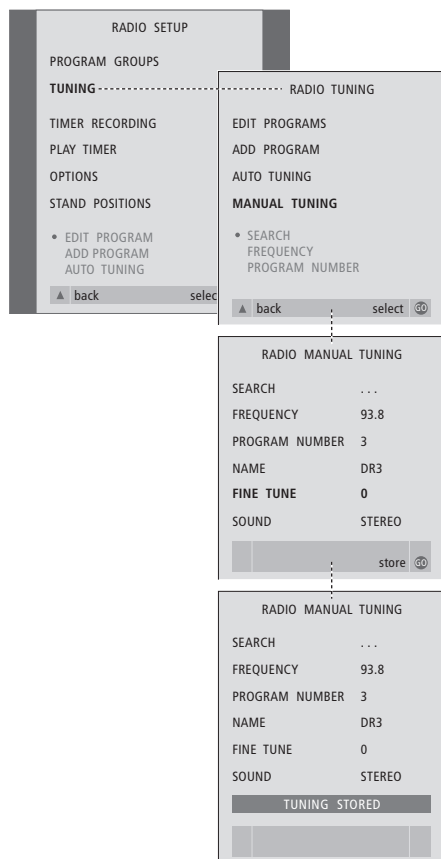 RADIO SETUP
PROGRAM GROUPS
TUNING
TIMER RECORDING
PLAY TIMER
OPTIONS
STAND POSITIONS
• EDIT PROGRAM
ADD PROGRAM
AUTO TUNING
▲ back selec
RADIO TUNING
EDIT PROGRAMS
ADD PROGRAM
AUTO TUNING
MANUAL TUNING
• SEARCH
FREQUENCY
PROGRAM NUMBER
▲ back select GO
RADIO MANUAL TUNING
SEARCH . . .
FREQUENCY 93.8
PROGRAM NUMBER 3
NAME DR3
FINE TUNE 0
SOUND STEREO
store GO
RADIO MANUAL TUNING
SEARCH . . .
FREQUENCY 93.8
PROGRAM NUMBER 3
NAME DR3
FINE TUNE 0
SOUND STEREO
TUNING STORED